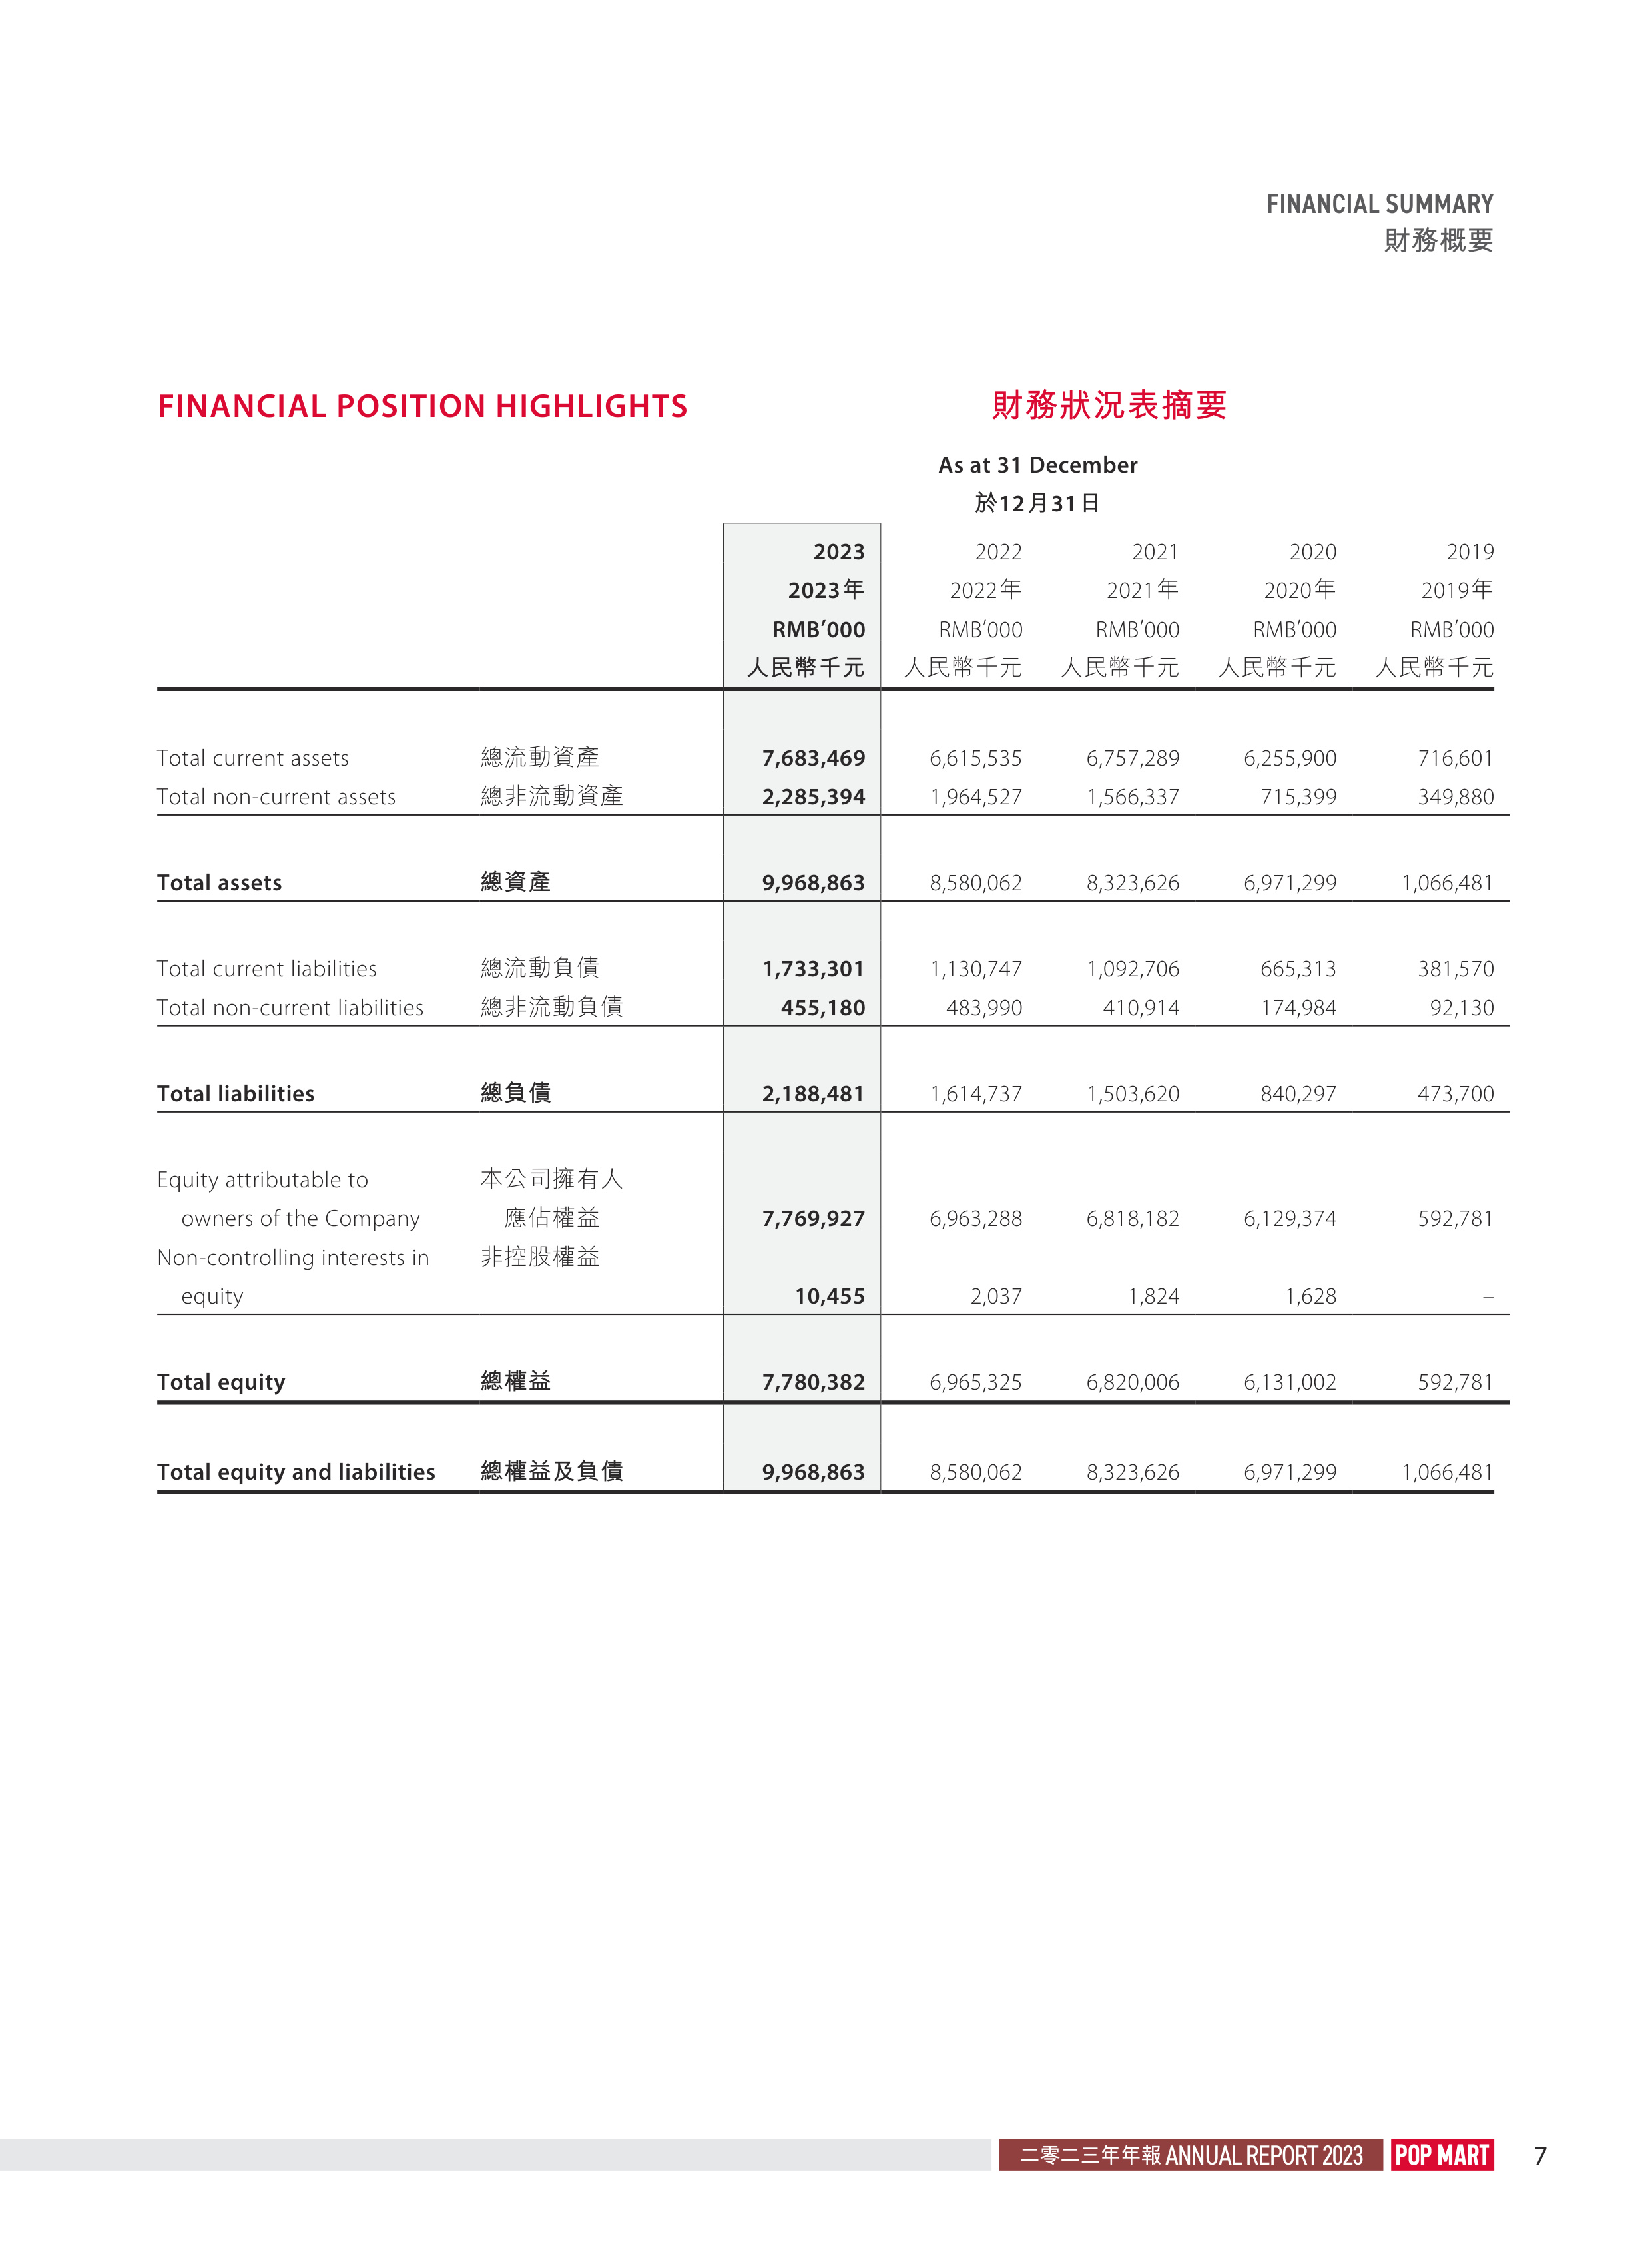 FINANCIAL SUMMARY
財務概要
FINANCIAL POSITION HIGHLIGHTS 財務狀況表摘要
As at 31 December
於12月31日
2023 2022 2021 2020 2019
2023年 2022年 2021年 2020年 2019年
RMB’000 RMB’000 RMB’000 RMB’000 RMB’000
人民幣千元 人民幣千元 人民幣千元 人民幣千元 人民幣千元
Total current assets 總流動資產 7,683,469 6,615,535 6,757,289 6,255,900 716,601
Total non-current assets 總非流動資產 2,285,394 1,964,527 1,566,337 715,399 349,880
Total assets 總資產 9,968,863 8,580,062 8,323,626 6,971,299 1,066,481
Total current liabilities 總流動負債 1,733,301 1,130,747 1,092,706 665,313 381,570
Total non-current liabilities 總非流動負債 455,180 483,990 410,914 174,984 92,130
Total liabilities 總負債 2,188,481 1,614,737 1,503,620 840,297 473,700
Equity attributable to 本公司擁有人
owners of the Company 應佔權益 7,769,927 6,963,288 6,818,182 6,129,374 592,781
Non-controlling interests in 非控股權益
equity 10,455 2,037 1,824 1,628 –
Total equity 總權益 7,780,382 6,965,325 6,820,006 6,131,002 592,781
Total equity and liabilities 總權益及負債 9,968,863 8,580,062 8,323,626 6,971,299 1,066,481
二零二三年年報 ANNUAL REPORT 2023 POP MART 7